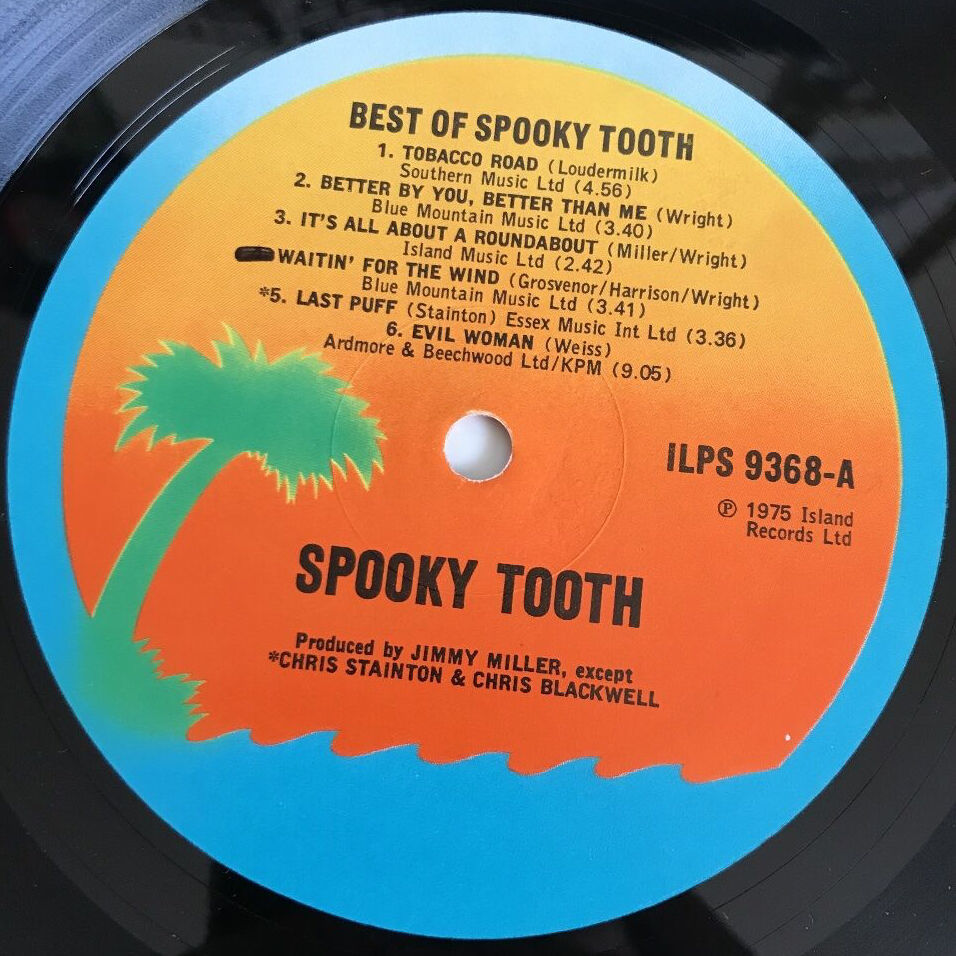 BEST OF SPOOKY TOOTH
1. TOBACCO ROAD (Loudermilk)
Southern Music Ltd (4.56)
2. BETTER BY YOU, BETTER THAN ME (Wright)
Blue Mountain Music Ltd (3.40)
3. IT'S ALL ABOUT A ROUNDABOUT (Miller/Wright)
Island Music Ltd (2.42)
WAITIN' FOR THE WIND (Grosvenor/Harrison/Wright)
Blue Mountain Music Ltd (3.41)
*5. LAST PUFF (Stainton) Essex Music Int Ltd (3.36)
6. EVIL WOMAN (Weiss)
Ardmore & Beechwood Ltd/KPM (9.05)
ILPS 9368-A
℗ 1975 Island
Records Ltd
SPOOKY TOOTH
Produced by JIMMY MILLER, except
*CHRIS STAINTON & CHRIS BLACKWELL